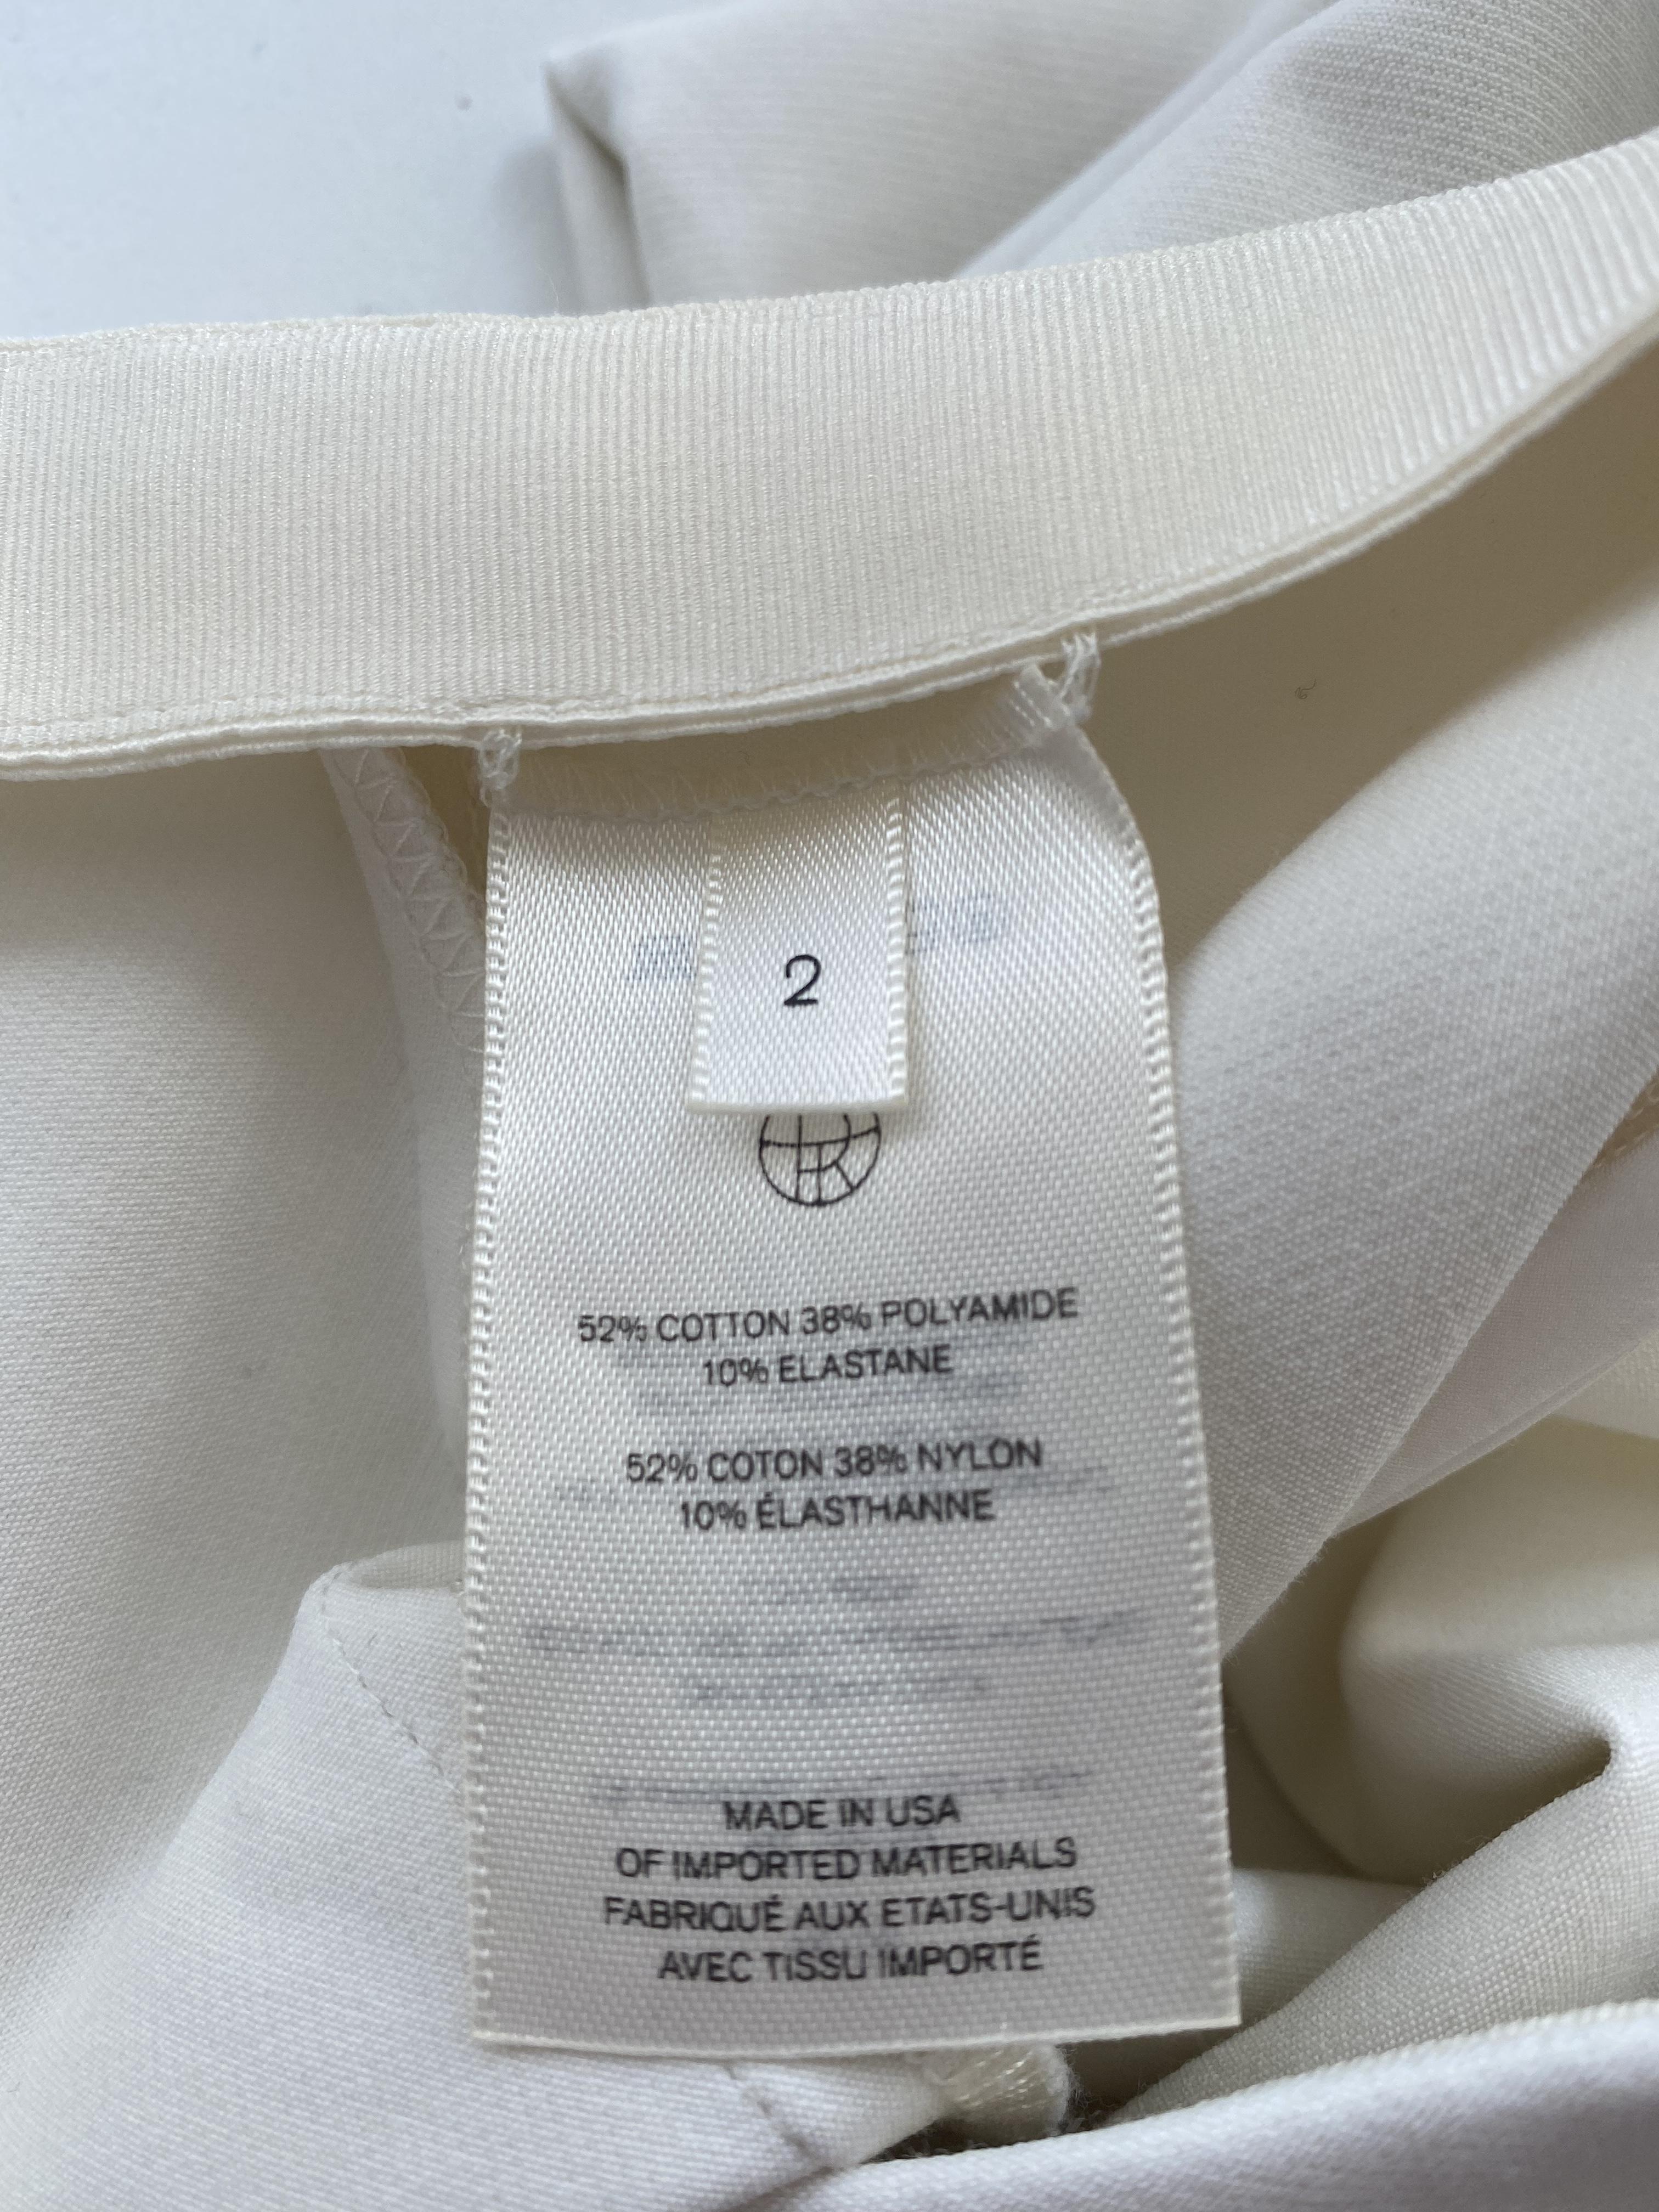 2
52% COTTON 38% POLYAMIDE
10% ELASTANE
52% COTON 38% NYLON
10% ÉLASTHANNE
MADE IN USA
OF IMPORTED MATERIALS
FABRIQUÉ AUX ETATS-UNIS
AVEC TISSU IMPORTÉ